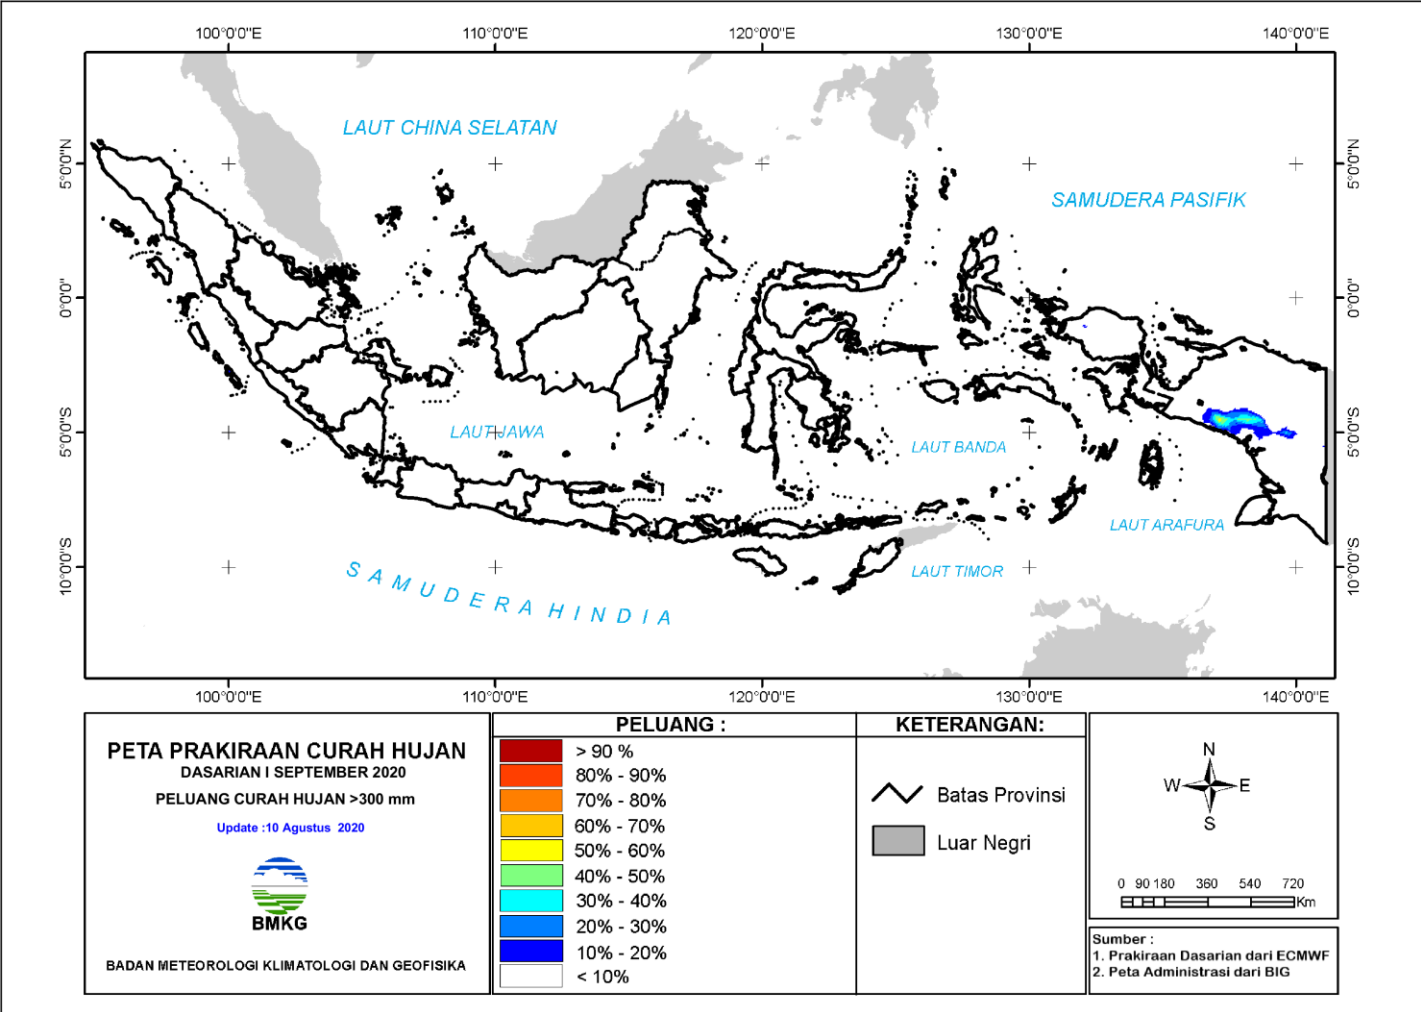 100°0'0"E 110°0'0"E 120°0'0"E 130°0'0"E 140°0'0"E
5°0'0"N
0°0'0"
5°0'0"S
10°0'0"S
LAUT CHINA SELATAN
SAMUDERA PASIFIK
LAUT JAWA
LAUT BANDA
LAUT ARAFURA
LAUT TIMOR
SAMUDERA HINDIA
5°0'0"N
0°0'0"
5°0'0"S
10°0'0"S
100°0'0"E 110°0'0"E 120°0'0"E 130°0'0"E 140°0'0"E
PETA PRAKIRAAN CURAH HUJAN
DASARIAN I SEPTEMBER 2020
PELUANG CURAH HUJAN >300 mm
Update :10 Agustus 2020
BMKG
BADAN METEOROLOGI KLIMATOLOGI DAN GEOFISIKA
PELUANG :
> 90 %
80% - 90%
70% - 80%
60% - 70%
50% - 60%
40% - 50%
30% - 40%
20% - 30%
10% - 20%
< 10%
KETERANGAN:
Batas Provinsi
Luar Negri
N
W E
S
0 90 180 360 540 720
Km
Sumber :
1. Prakiraan Dasarian dari ECMWF
2. Peta Administrasi dari BIG